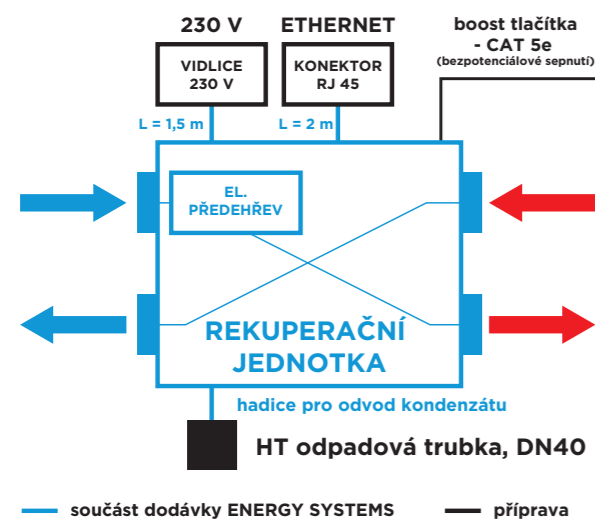 230 V
ETHERNET
boost tlačítka
- CAT 5e
(bezpotenciálové sepnutí)
VIDLICE
230 V
KONEKTOR
RJ 45
L = 1,5 m
L = 2 m
EL.
PŘEDEHŘEV
REKUPERAČNÍ
JEDNOTKA
hadice pro odvod kondenzátu
HT odpadová trubka, DN40
součást dodávky ENERGY SYSTEMS
příprava